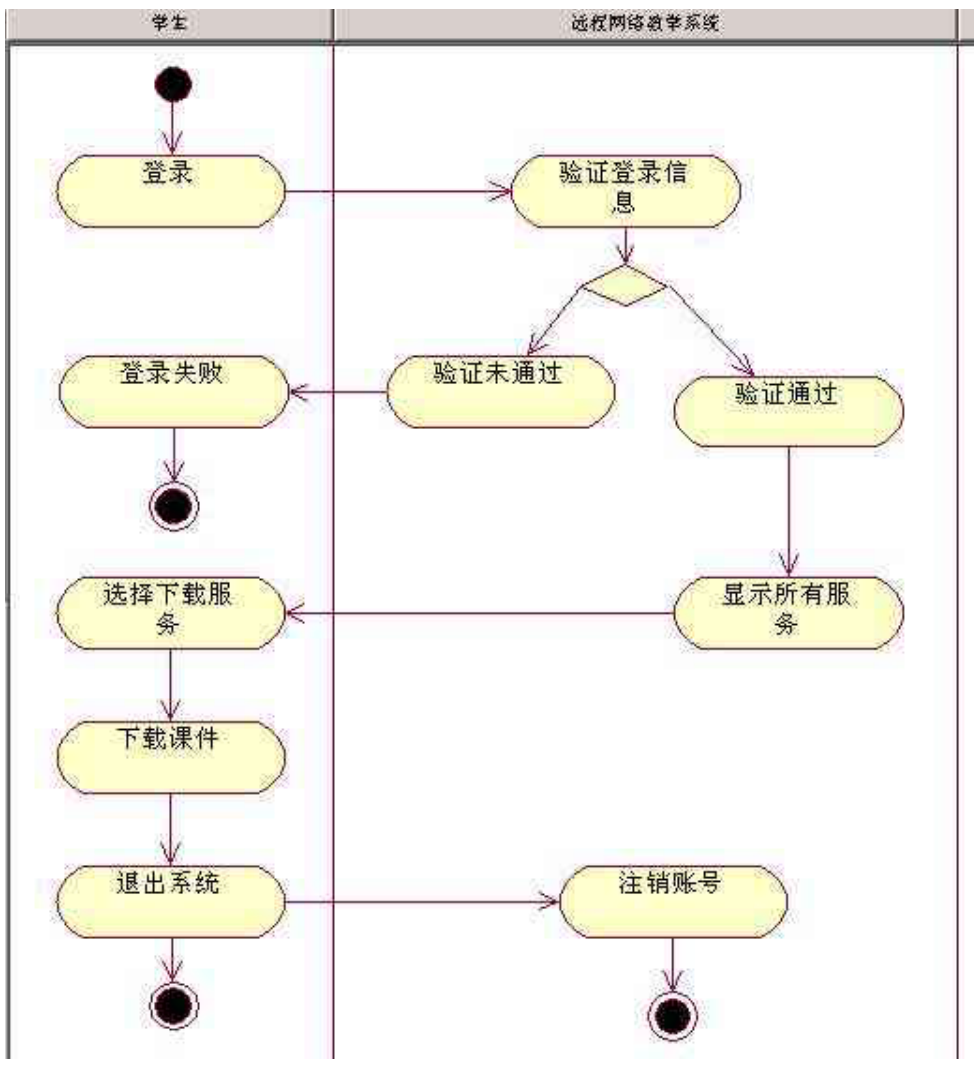 学生
远程网络教学系统
登录
验证登录信
息
登录失败
验证未通过
验证通过
选择下载服
务
显示所有服
务
下载课件
退出系统
注销账号